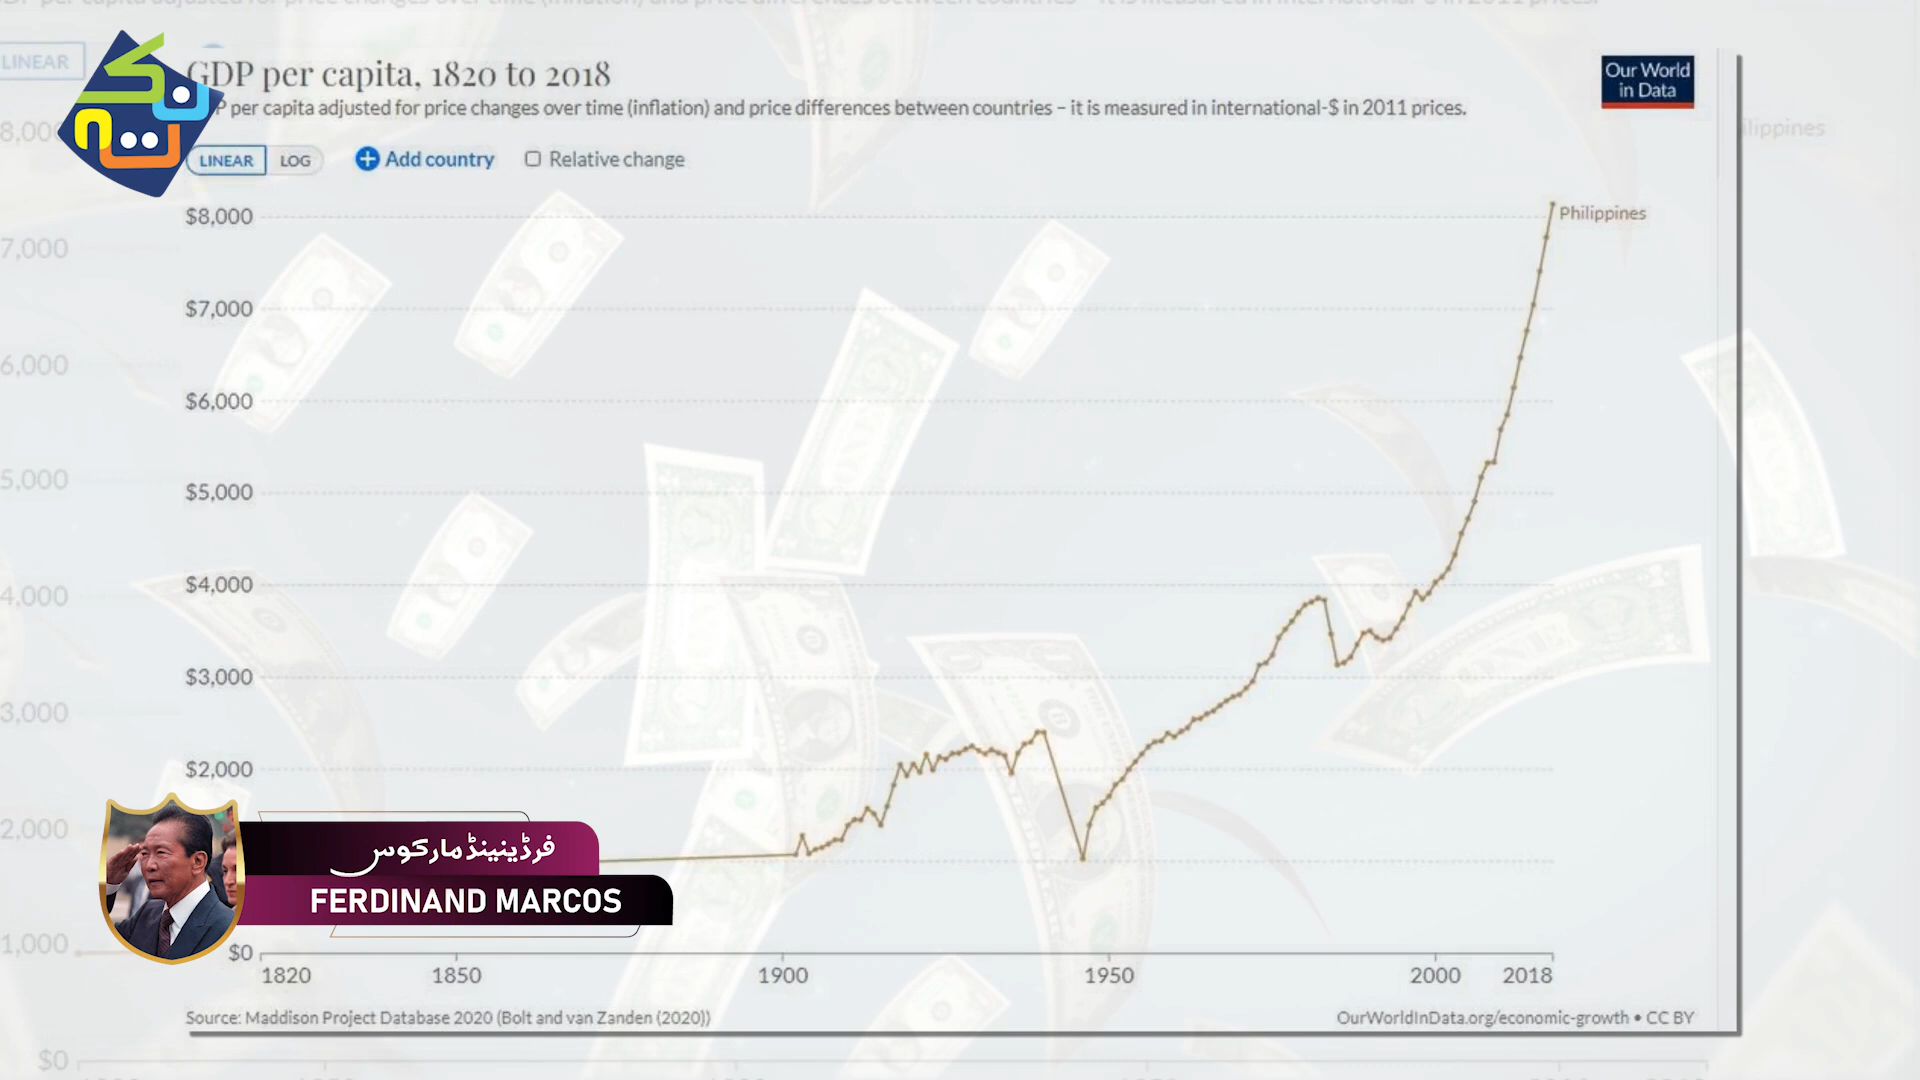 GDP per capita, 1820 to 2018
per capita adjusted for price changes over time (inflation) and price differences between countries – it is measured in international-$ in 2011 prices.
Our World
in Data
LINEAR
LINEAR LOG Add country Relative change
$8,000
$7,000
$6,000
$5,000
$4,000
$3,000
$2,000
$0
Philippines
7,000
6,000
5,000
4,000
3,000
2,000
1,000
$0
فرڈینینڈ مارکوس
FERDINAND MARCOS
1820 1850 1900 1950 2000 2018
Source: Maddison Project Database 2020 (Bolt and van Zanden (2020))
OurWorldInData.org/economic-growth • CC BY